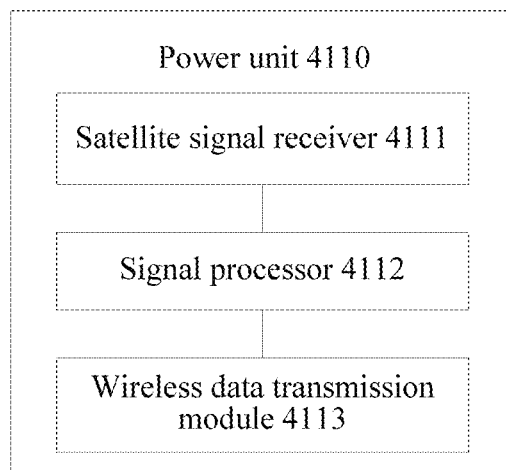 Power unit 4110
Satellite signal receiver 4111
Signal processor 4112
Wireless data transmission
module 4113